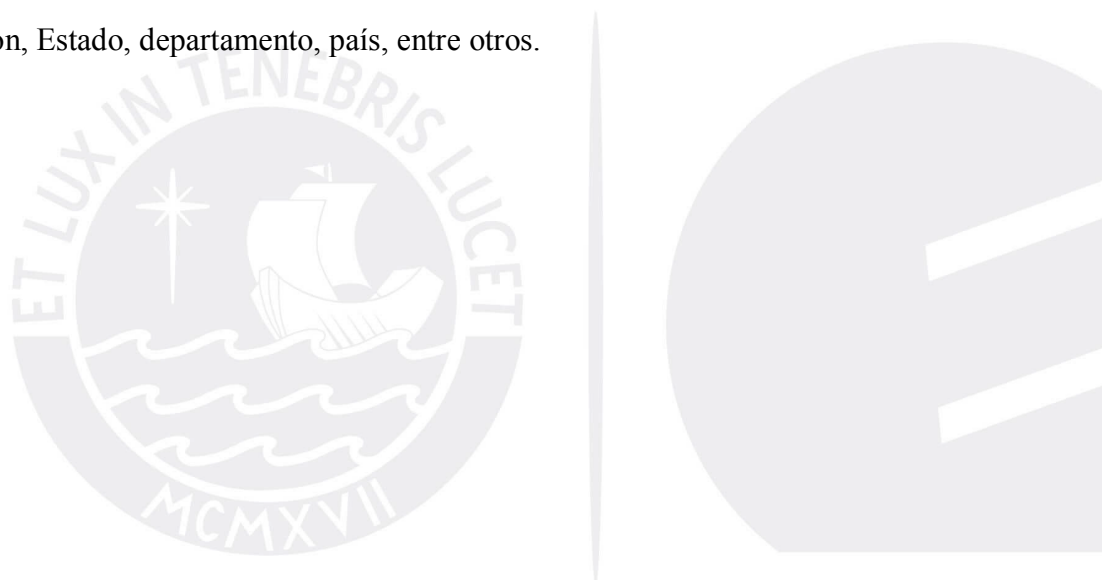 on, Estado, departamento, país, entre otros.
ET LUX IN TENEBRIS LUCET
MCMXVII